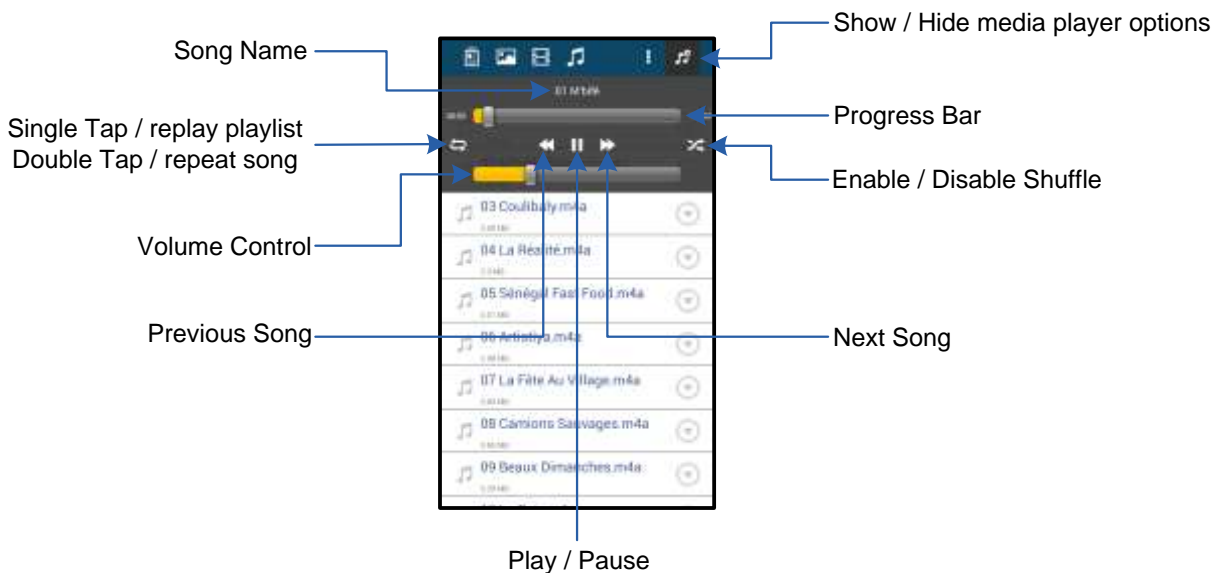 Show / Hide media player options
Song Name
Progress Bar
Single Tap / replay playlist
Double Tap / repeat song
Enable / Disable Shuffle
Volume Control
Previous Song
Next Song
Play / Pause
03 Coulibaly.m4a
04 La Réalité.m4a
05 Sénégal Fast Food.m4a
06 Artistiya.m4a
07 La Fête Au Village.m4a
08 Camions Sauvages.m4a
09 Beaux Dimanches.m4a